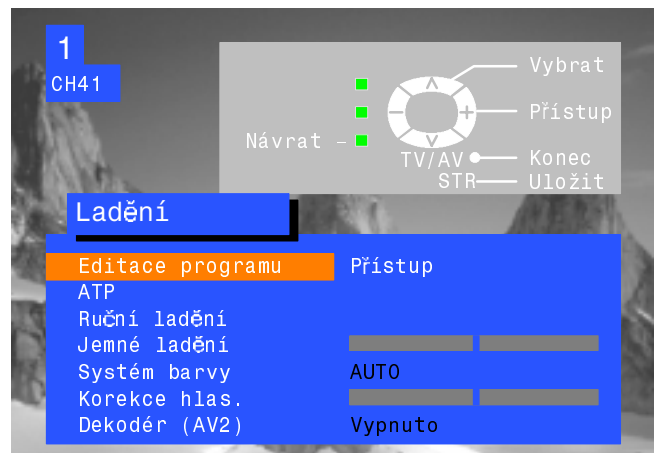 1
CH41
Vybrat
Přístup
Návrat –
TV/AV Konec
STR Uložit
Ladění
Editace programu Přístup
ATP
Ruční ladění
Jemné ladění
Systém barvy AUTO
Korekce hlas.
Dekodér (AV2) Vypnuto